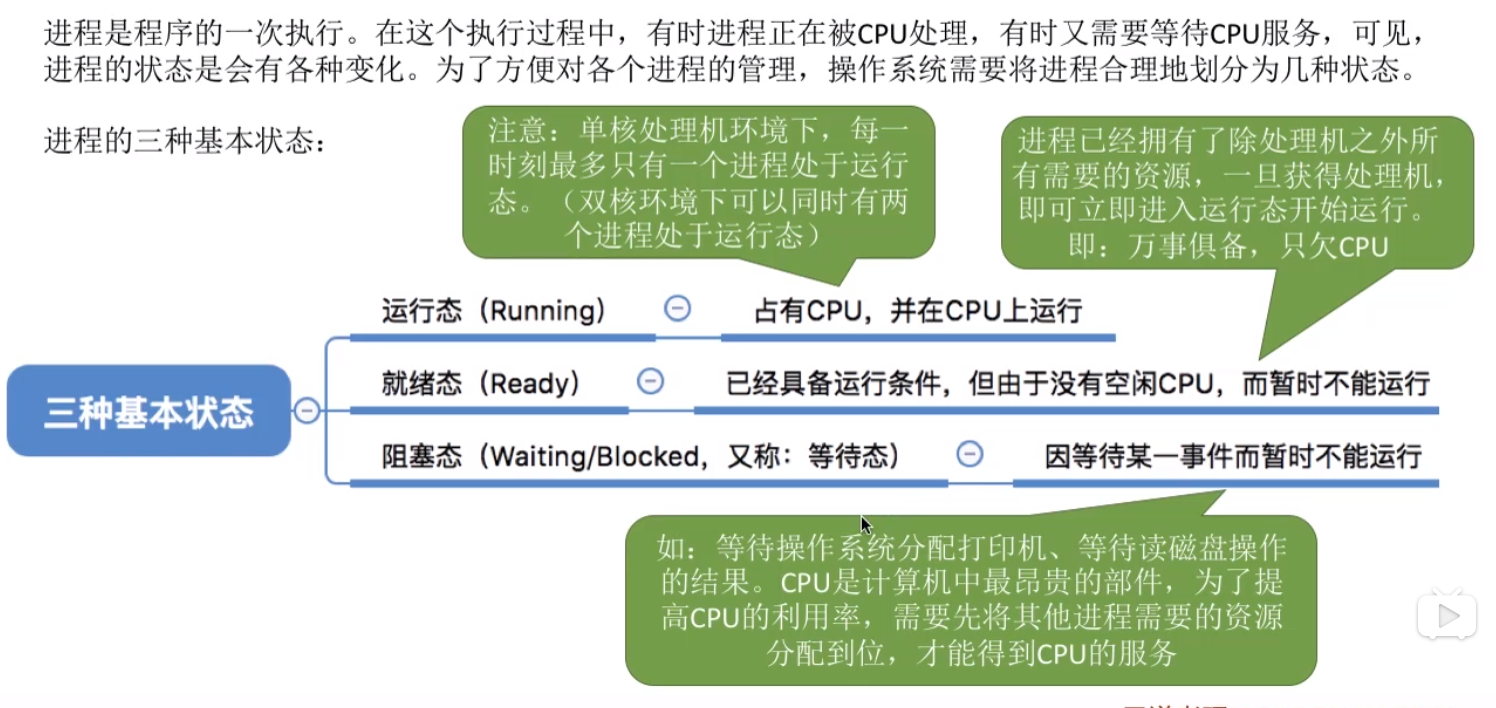 进程是程序的一次执行。在这个执行过程中，有时进程正在被CPU处理，有时又需要等待CPU服务，可见，
进程的状态是会有各种变化。为了方便对各个进程的管理，操作系统需要将进程合理地划分为几种状态。
进程的三种基本状态：
注意：单核处理机环境下，每一
时刻最多只有一个进程处于运行
态。（双核环境下可以同时有两
个进程处于运行态）
进程已经拥有了除处理机之外所
有需要的资源，一旦获得处理机，
即可立即进入运行态开始运行。
即：万事俱备，只欠CPU
三种基本状态
运行态（Running）
占有CPU，并在CPU上运行
就绪态（Ready）
已经具备运行条件，但由于没有空闲CPU，而暂时不能运行
阻塞态（Waiting/Blocked，又称：等待态）
因等待某一事件而暂时不能运行
如：等待操作系统分配打印机、等待读磁盘操作
的结果。CPU是计算机中最昂贵的部件，为了提
高CPU的利用率，需要先将其他进程需要的资源
分配到位，才能得到CPU的服务